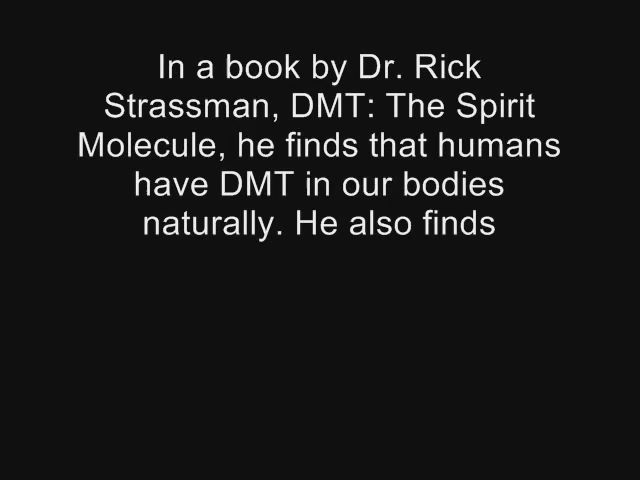 In a book by Dr. Rick
Strassman, DMT: The Spirit
Molecule, he finds that humans
have DMT in our bodies
naturally. He also finds